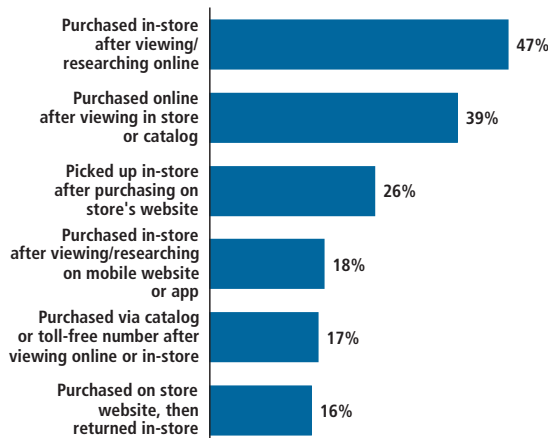 Purchased in-store
after viewing/
researching online
47%
Purchased online
after viewing in store
or catalog
39%
Picked up in-store
after purchasing on
store's website
26%
Purchased in-store
after viewing/researching
on mobile website
or app
18%
Purchased via catalog
or toll-free number after
viewing online or in-store
17%
Purchased on store
website, then
returned in-store
16%